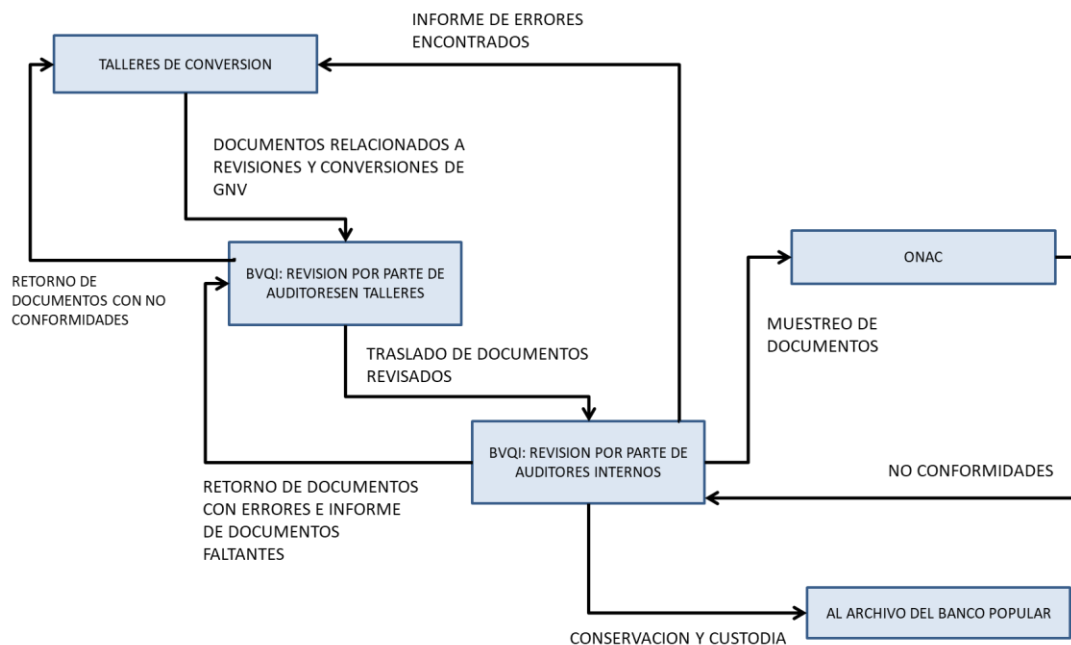 INFORME DE ERRORES
ENCONTRADOS
TALLERES DE CONVERSION
DOCUMENTOS RELACIONADOS A
REVISIONES Y CONVERSIONES DE
GNV
BVQI: REVISION POR PARTE DE
AUDITORESEN TALLERES
ONAC
RETORNO DE
DOCUMENTOS CON NO
CONFORMIDADES
MUESTREO DE
DOCUMENTOS
TRASLADO DE DOCUMENTOS
REVISADOS
BVQI: REVISION POR PARTE DE
AUDITORES INTERNOS
NO CONFORMIDADES
RETORNO DE DOCUMENTOS
CON ERRORES E INFORME
DE DOCUMENTOS
FALTANTES
AL ARCHIVO DEL BANCO POPULAR
CONSERVACION Y CUSTODIA